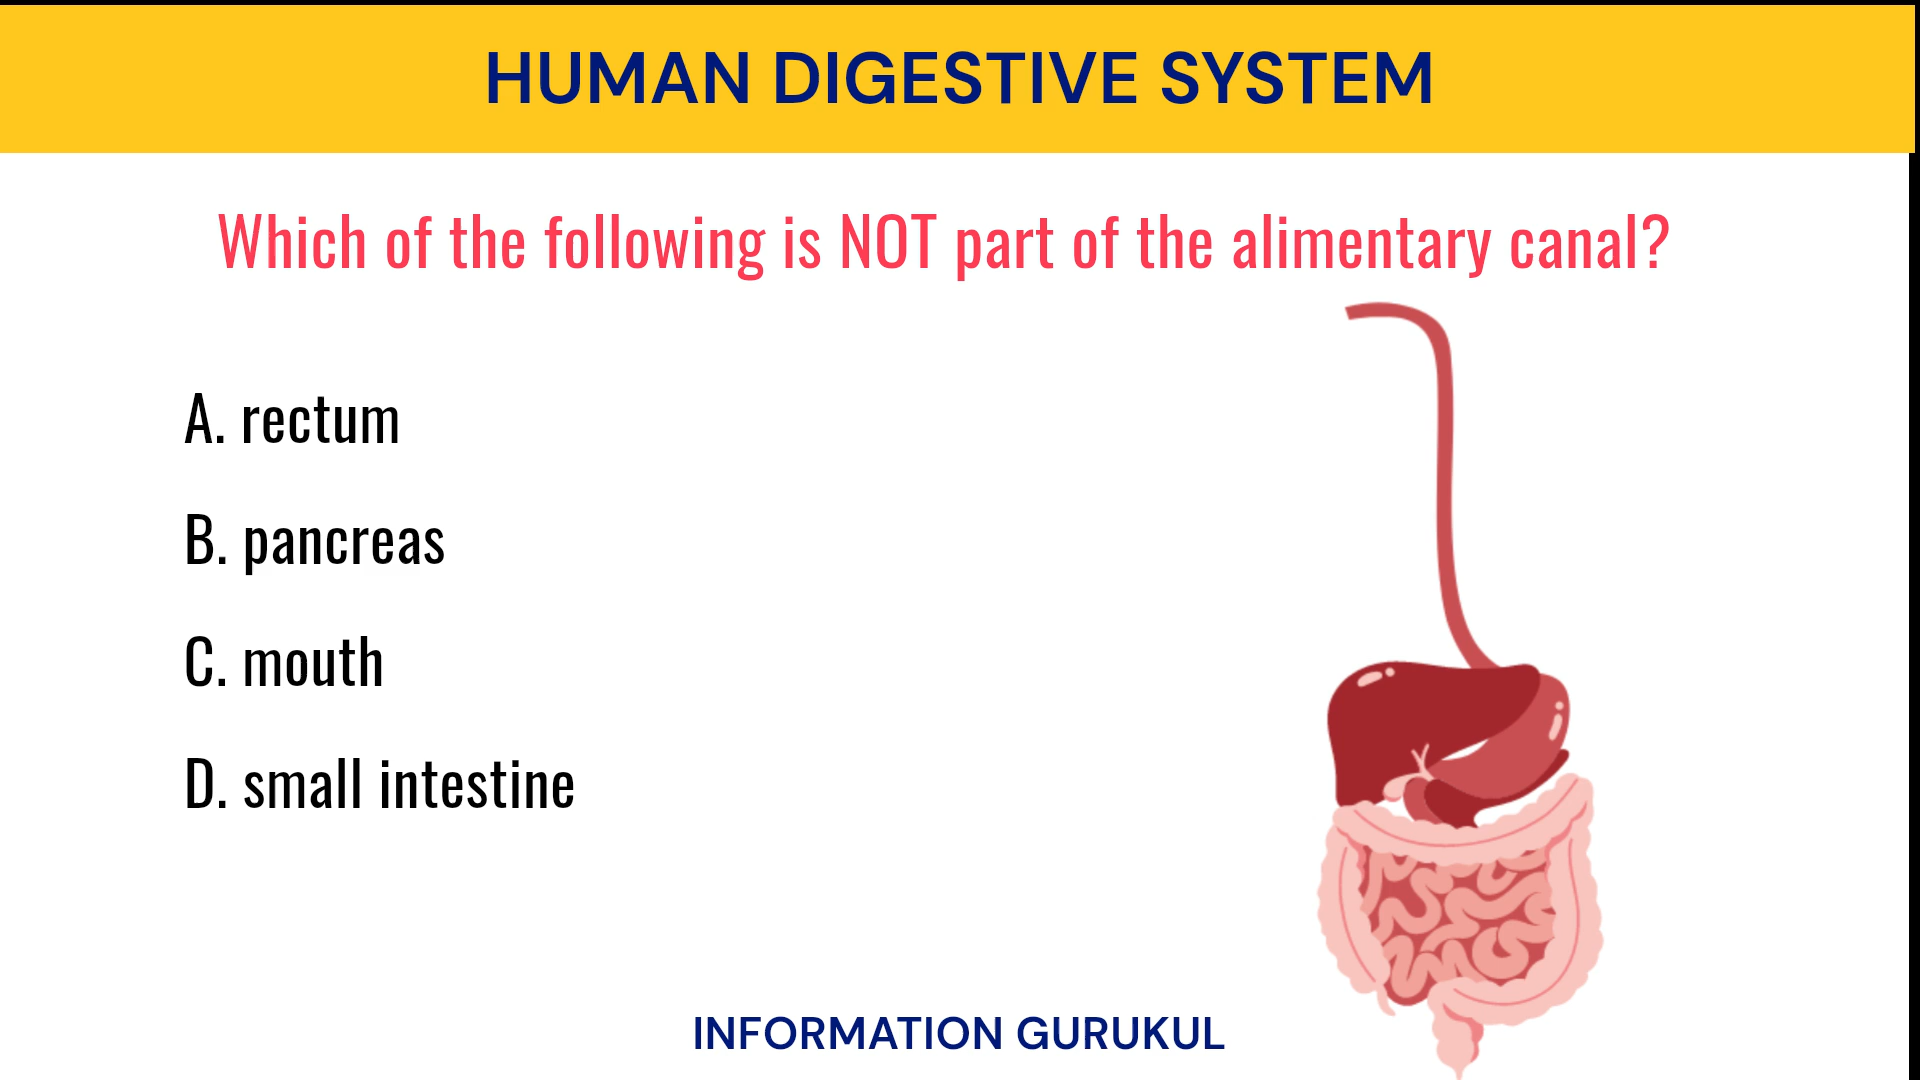 HUMAN DIGESTIVE SYSTEM
Which of the following is NOT part of the alimentary canal?
A. rectum
B. pancreas
C. mouth
D. small intestine
INFORMATION GURUKUL